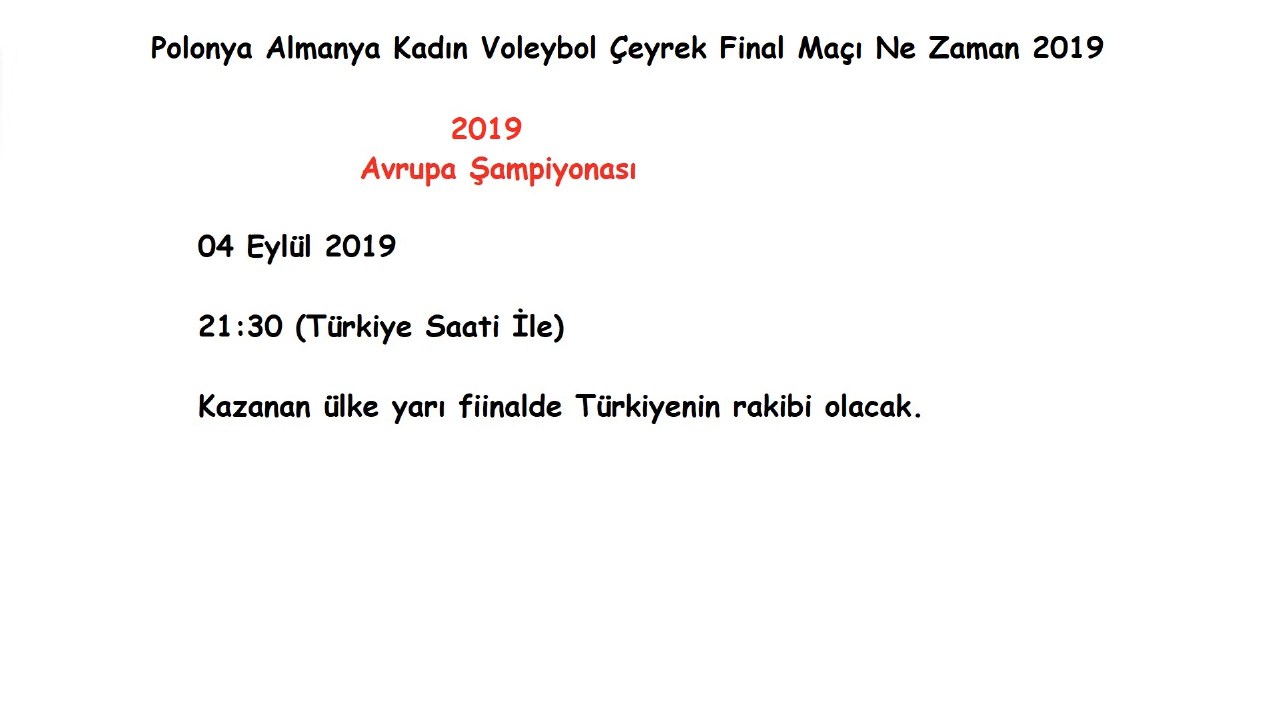 Polonya Almanya Kadın Voleybol Çeyrek Final Maçı Ne Zaman 2019
2019
Avrupa Şampiyonası
04 Eylül 2019
21:30 (Türkiye Saati İle)
Kazanan ülke yarı fiinalde Türkiyenin rakibi olacak.